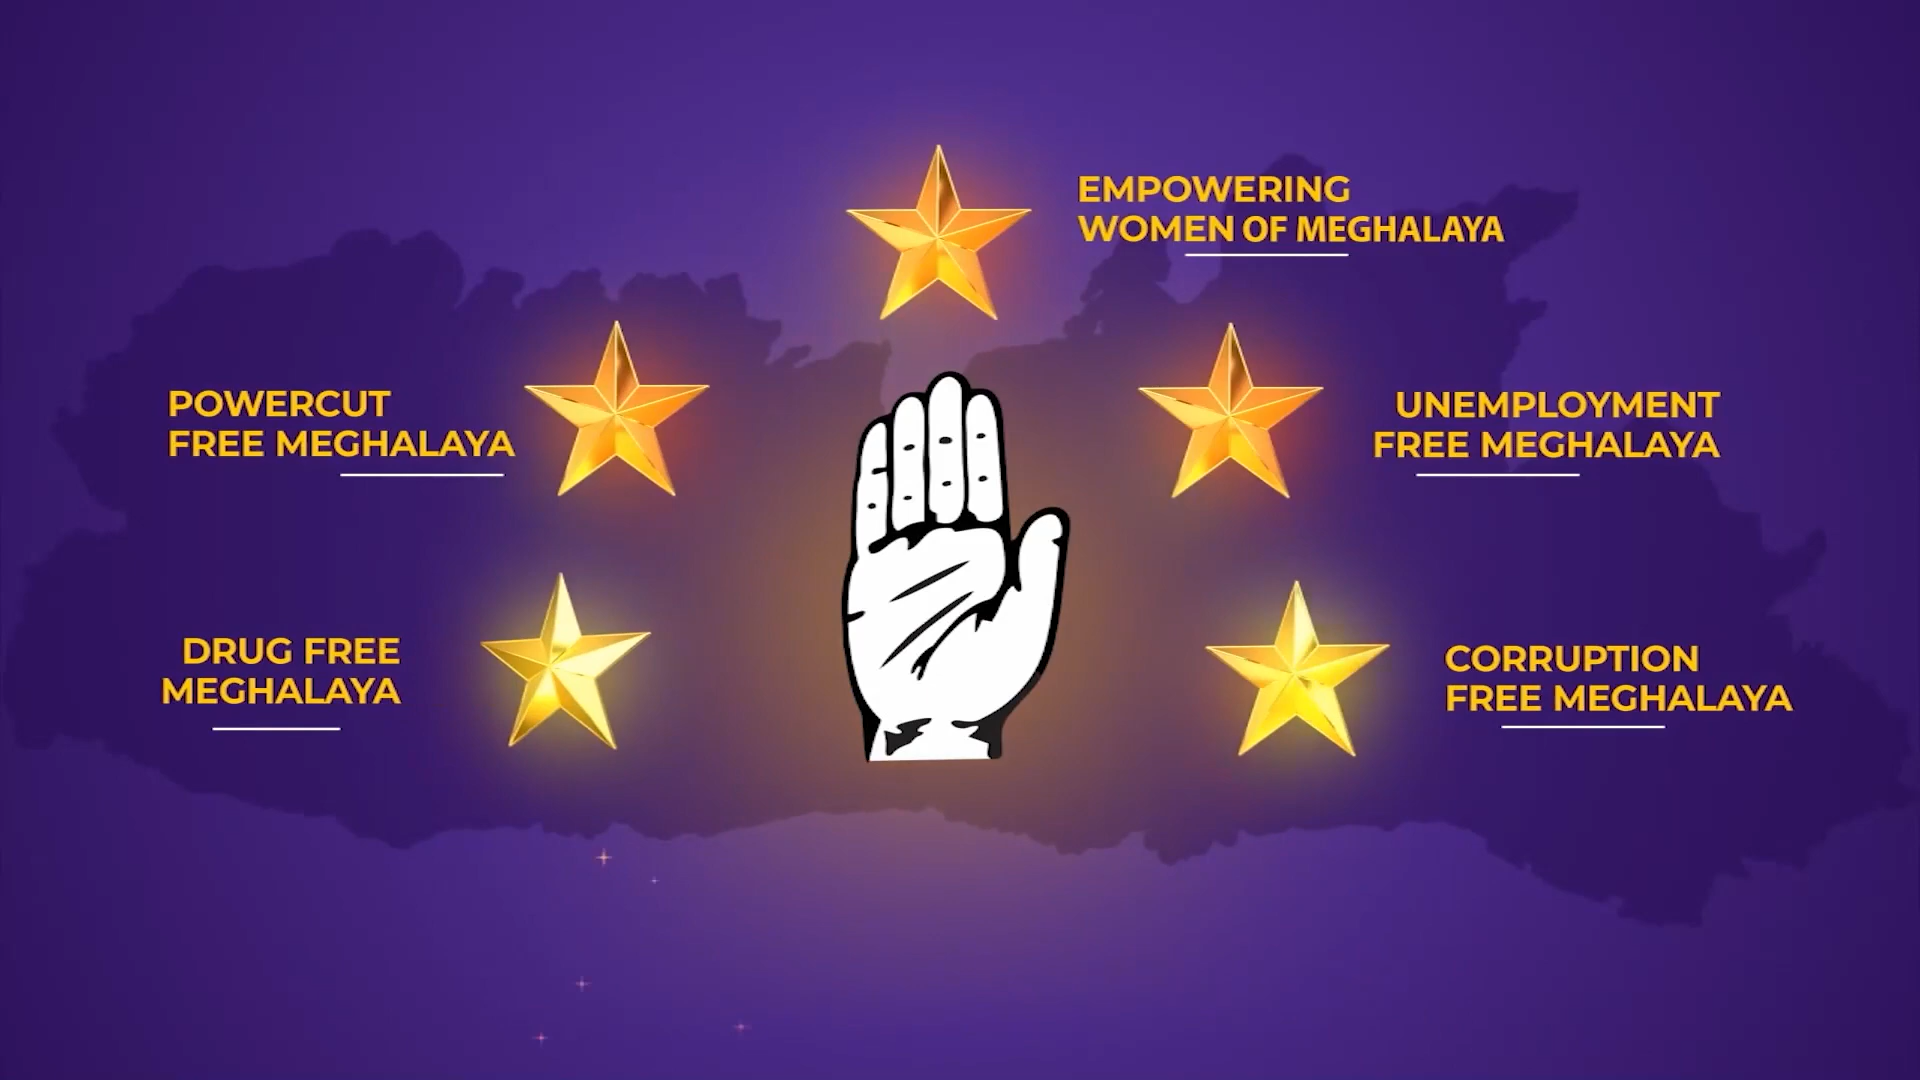 EMPOWERING
WOMEN OF MEGHALAYA
POWERCUT
FREE MEGHALAYA
UNEMPLOYMENT
FREE MEGHALAYA
DRUG FREE
MEGHALAYA
CORRUPTION
FREE MEGHALAYA